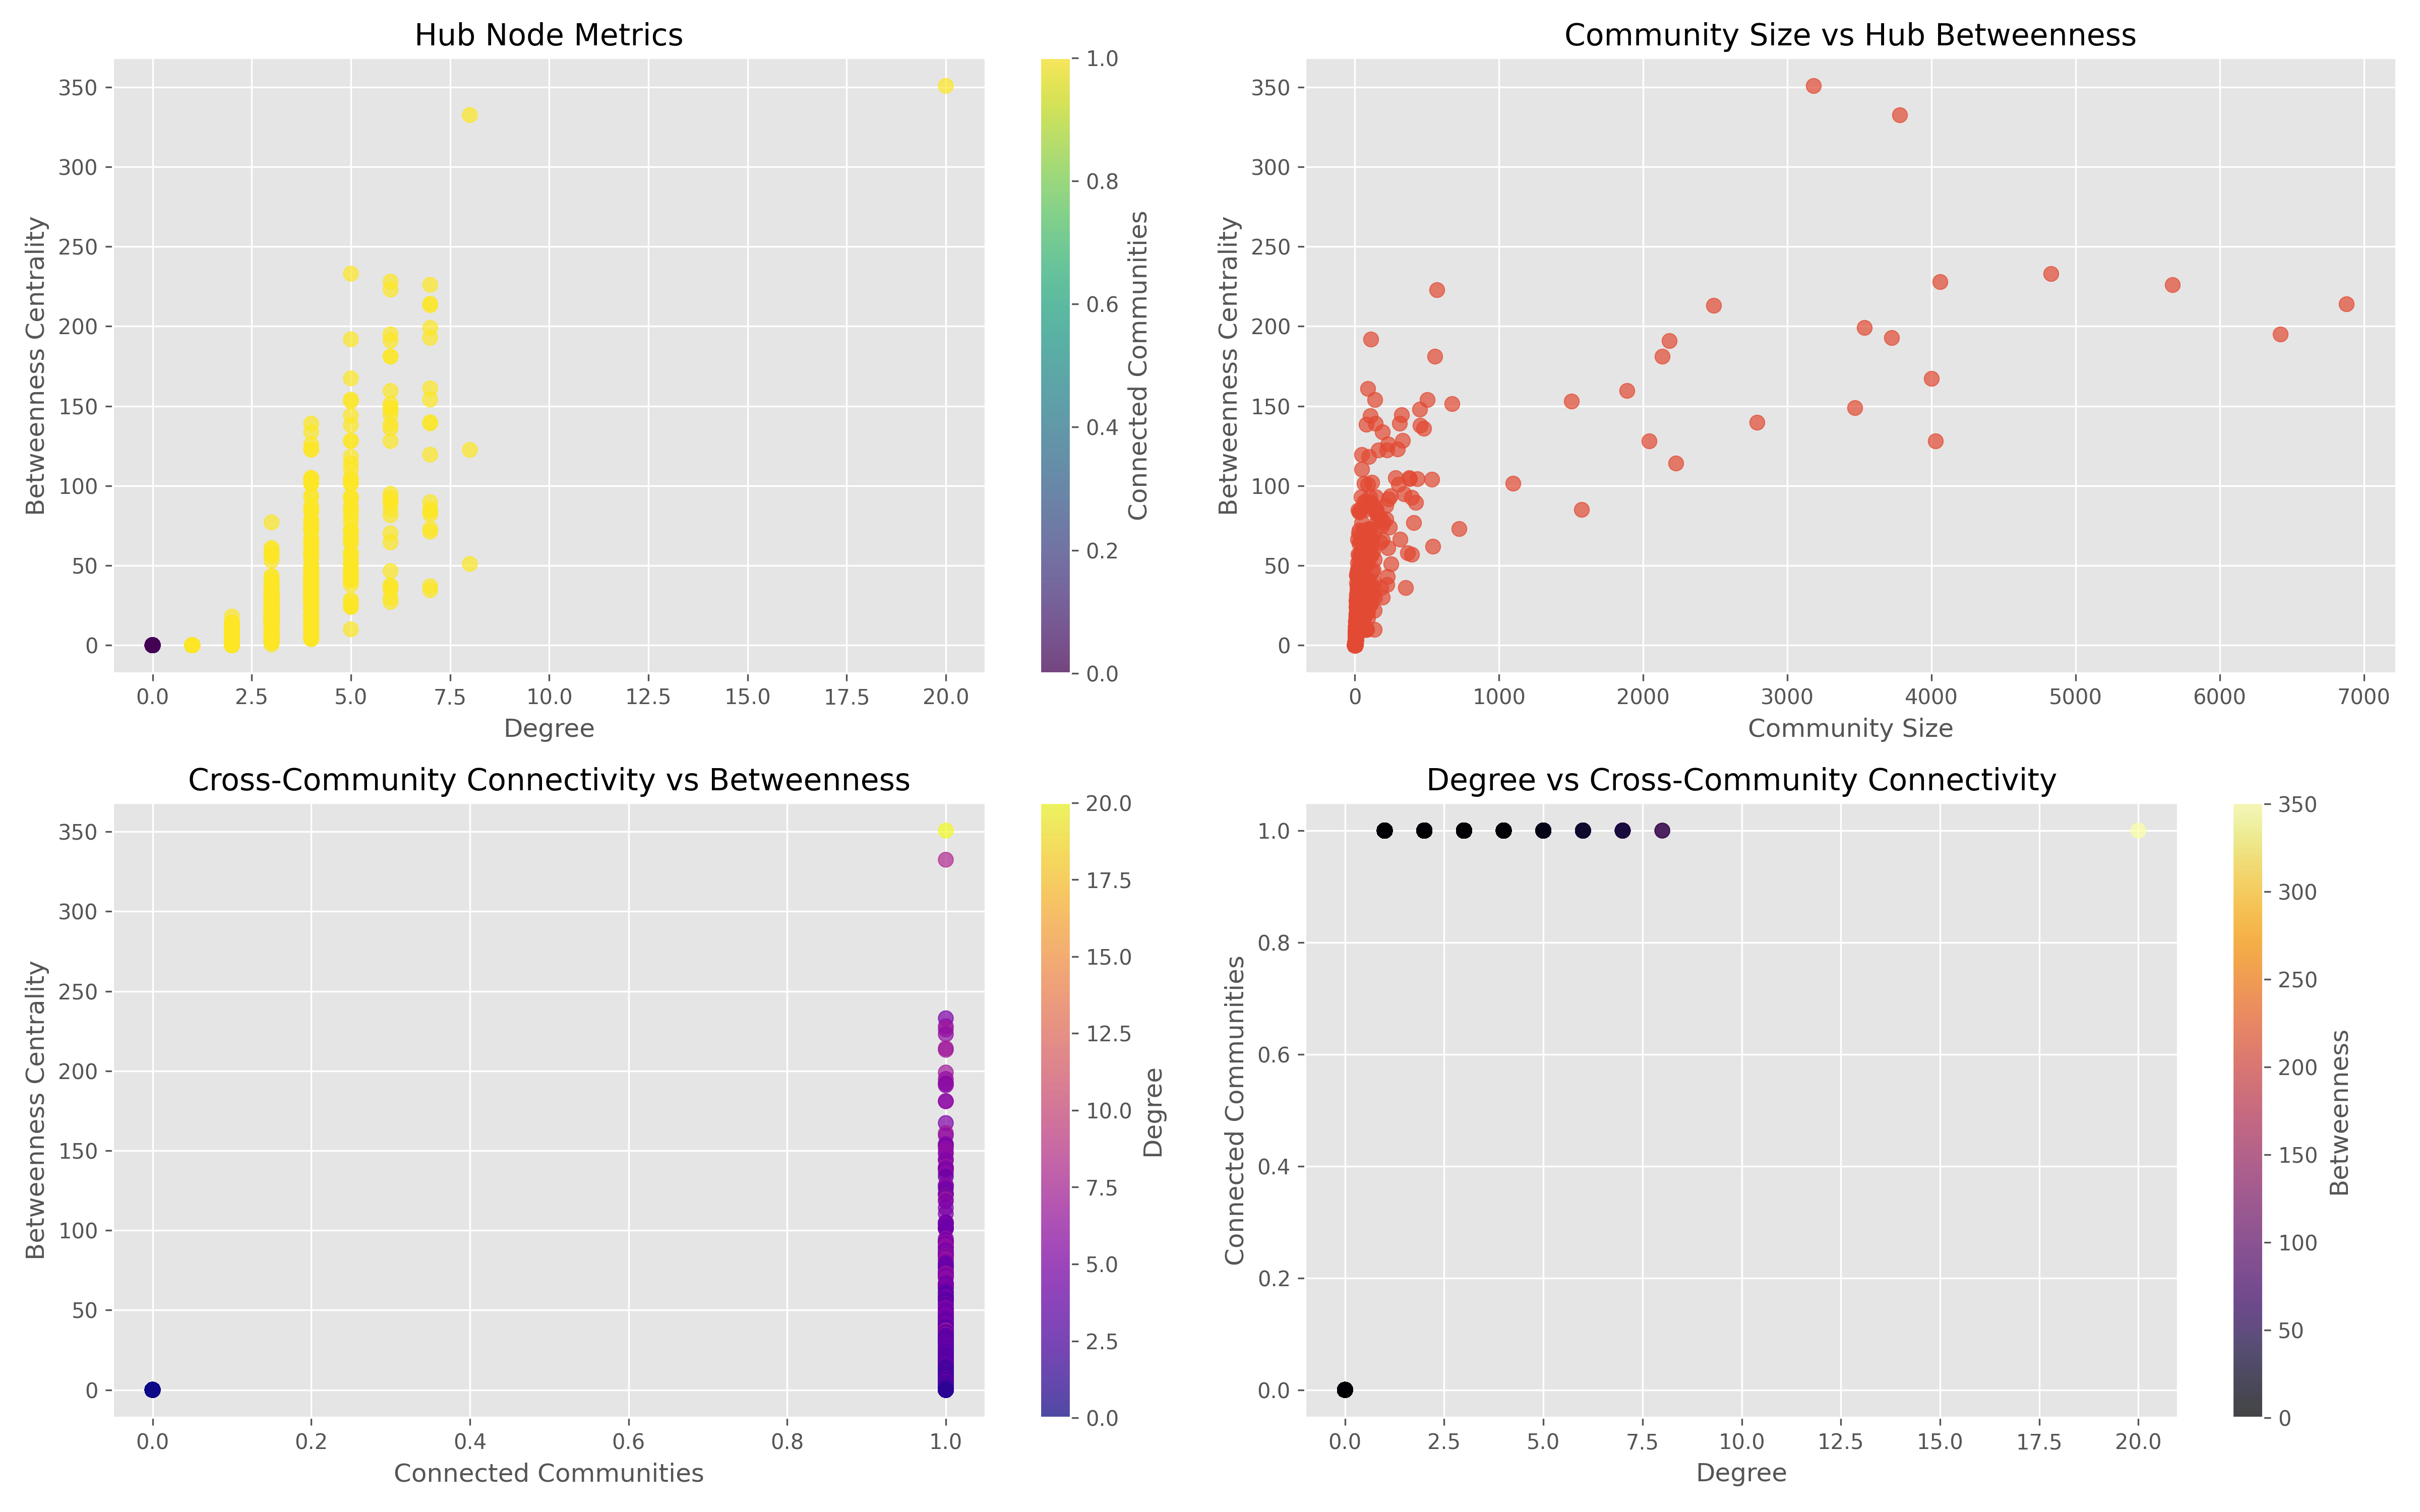 Hub Node Metrics
350
300
250
200
150
100
50
0
Betweenness Centrality
0.0 2.5 5.0 7.5 10.0 12.5 15.0 17.5 20.0
Degree
1.0
0.8
0.6
0.4
0.2
0.0
Connected Communities
Community Size vs Hub Betweenness
350
300
250
200
150
100
50
0
Betweenness Centrality
0 1000 2000 3000 4000 5000 6000 7000
Community Size
Cross-Community Connectivity vs Betweenness
350
300
250
200
150
100
50
0
Betweenness Centrality
0.0 0.2 0.4 0.6 0.8 1.0
Connected Communities
20.0
17.5
15.0
12.5
10.0
7.5
5.0
2.5
0.0
Degree
Degree vs Cross-Community Connectivity
1.0
0.8
0.6
0.4
0.2
0.0
Connected Communities
0.0 2.5 5.0 7.5 10.0 12.5 15.0 17.5 20.0
Degree
350
300
250
200
150
100
50
0
Betweenness